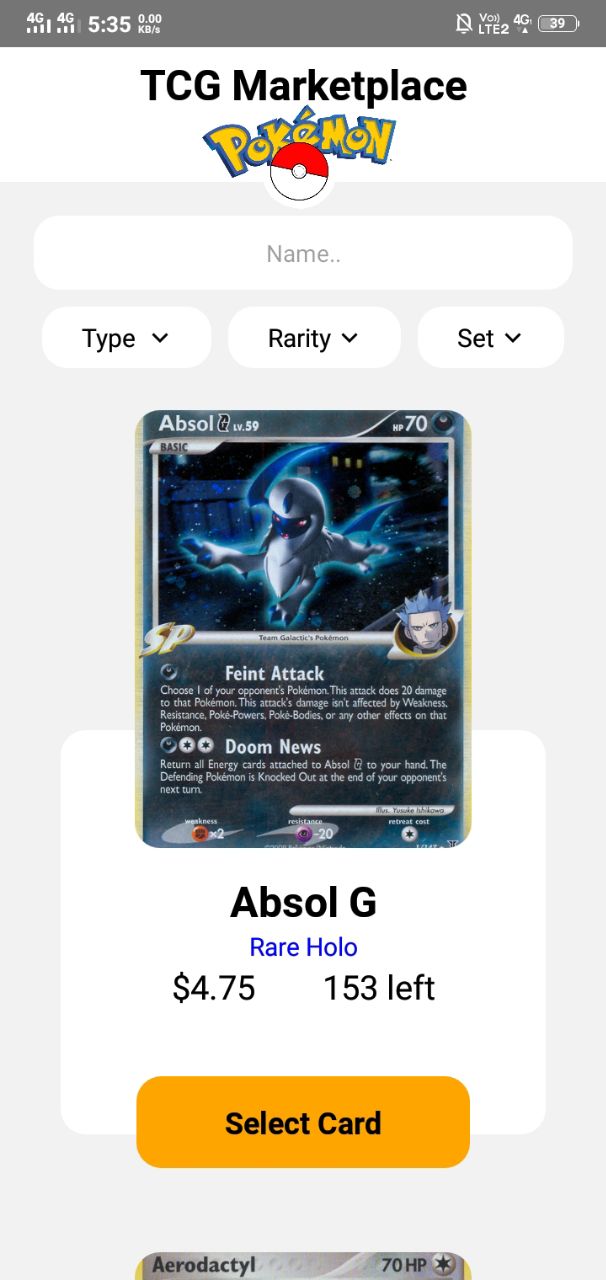 4G 4G 5:35 0.00 KB/s Vo)) LTE2 4G 39
TCG Marketplace
POKéMON
Name..
Type Rarity Set
Absol G LV.59 HP 70
BASIC
SP
Team Galactic's Pokémon
Feint Attack
Choose 1 of your opponent's Pokémon. This attack does 20 damage
to that Pokémon. This attack's damage isn't affected by Weakness,
Resistance, Poké-Powers, Poké-Bodies, or any other effects on that
Pokémon.
Doom News
Return all Energy cards attached to Absol G to your hand. The
Defending Pokémon is Knocked Out at the end of your opponent's
next turn.
Illus. Yusuke Ishikawa
weakness resistance retreat cost
×2 -20
Absol G
Rare Holo
$4.75 153 left
Select Card
Aerodactyl 70 HP